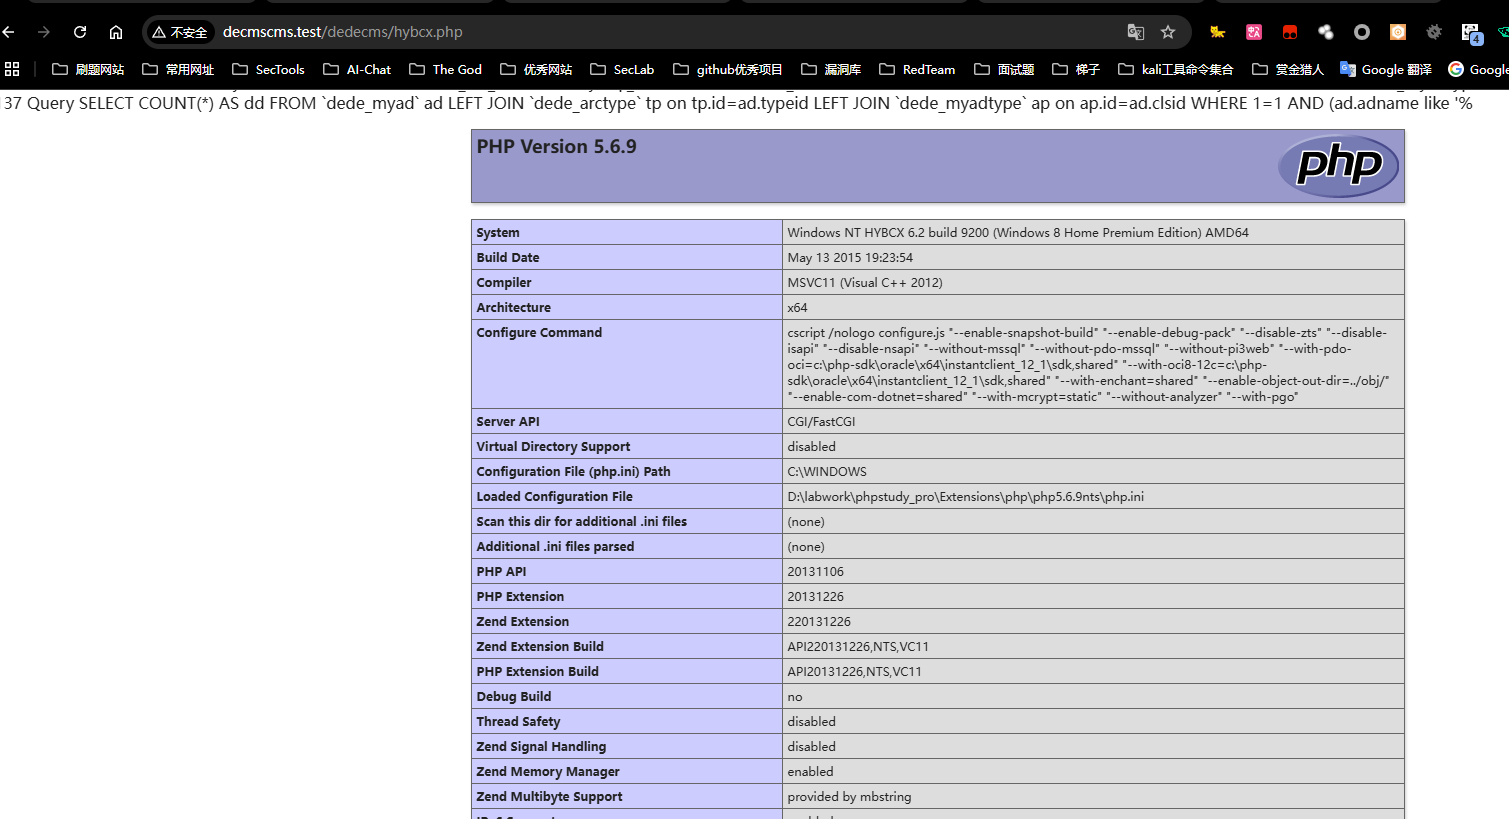 不安全 decmscms.test/dedecms/hybcx.php
4
刷题网站 常用网址 SecTools AI-Chat The God 优秀网站 SecLab github优秀项目 漏洞库 RedTeam 面试题 梯子 kali工具命令集合 赏金猎人 Google 翻译 Google
37 Query SELECT COUNT(*) AS dd FROM `dede_myad` ad LEFT JOIN `dede_arctype` tp on tp.id=ad.typeid LEFT JOIN `dede_myadtype` ap on ap.id=ad.clsid WHERE 1=1 AND (ad.adname like '%
PHP Version 5.6.9
php
System Windows NT HYBCX 6.2 build 9200 (Windows 8 Home Premium Edition) AMD64
Build Date May 13 2015 19:23:54
Compiler MSVC11 (Visual C++ 2012)
Architecture x64
Configure Command cscript /nologo configure.js "--enable-snapshot-build" "--enable-debug-pack" "--disable-zts" "--disable-
isapi" "--disable-nsapi" "--without-mssql" "--without-pdo-mssql" "--without-pi3web" "--with-pdo-
oci=c:\php-sdk\oracle\x64\instantclient_12_1\sdk,shared" "--with-oci8-12c=c:\php-
sdk\oracle\x64\instantclient_12_1\sdk,shared" "--with-enchant=shared" "--enable-object-out-dir=../obj/"
"--enable-com-dotnet=shared" "--with-mcrypt=static" "--without-analyzer" "--with-pgo"
Server API CGI/FastCGI
Virtual Directory Support disabled
Configuration File (php.ini) Path C:\WINDOWS
Loaded Configuration File D:\labwork\phpstudy_pro\Extensions\php\php5.6.9nts\php.ini
Scan this dir for additional .ini files (none)
Additional .ini files parsed (none)
PHP API 20131106
PHP Extension 20131226
Zend Extension 220131226
Zend Extension Build API220131226,NTS,VC11
PHP Extension Build API20131226,NTS,VC11
Debug Build no
Thread Safety disabled
Zend Signal Handling disabled
Zend Memory Manager enabled
Zend Multibyte Support provided by mbstring